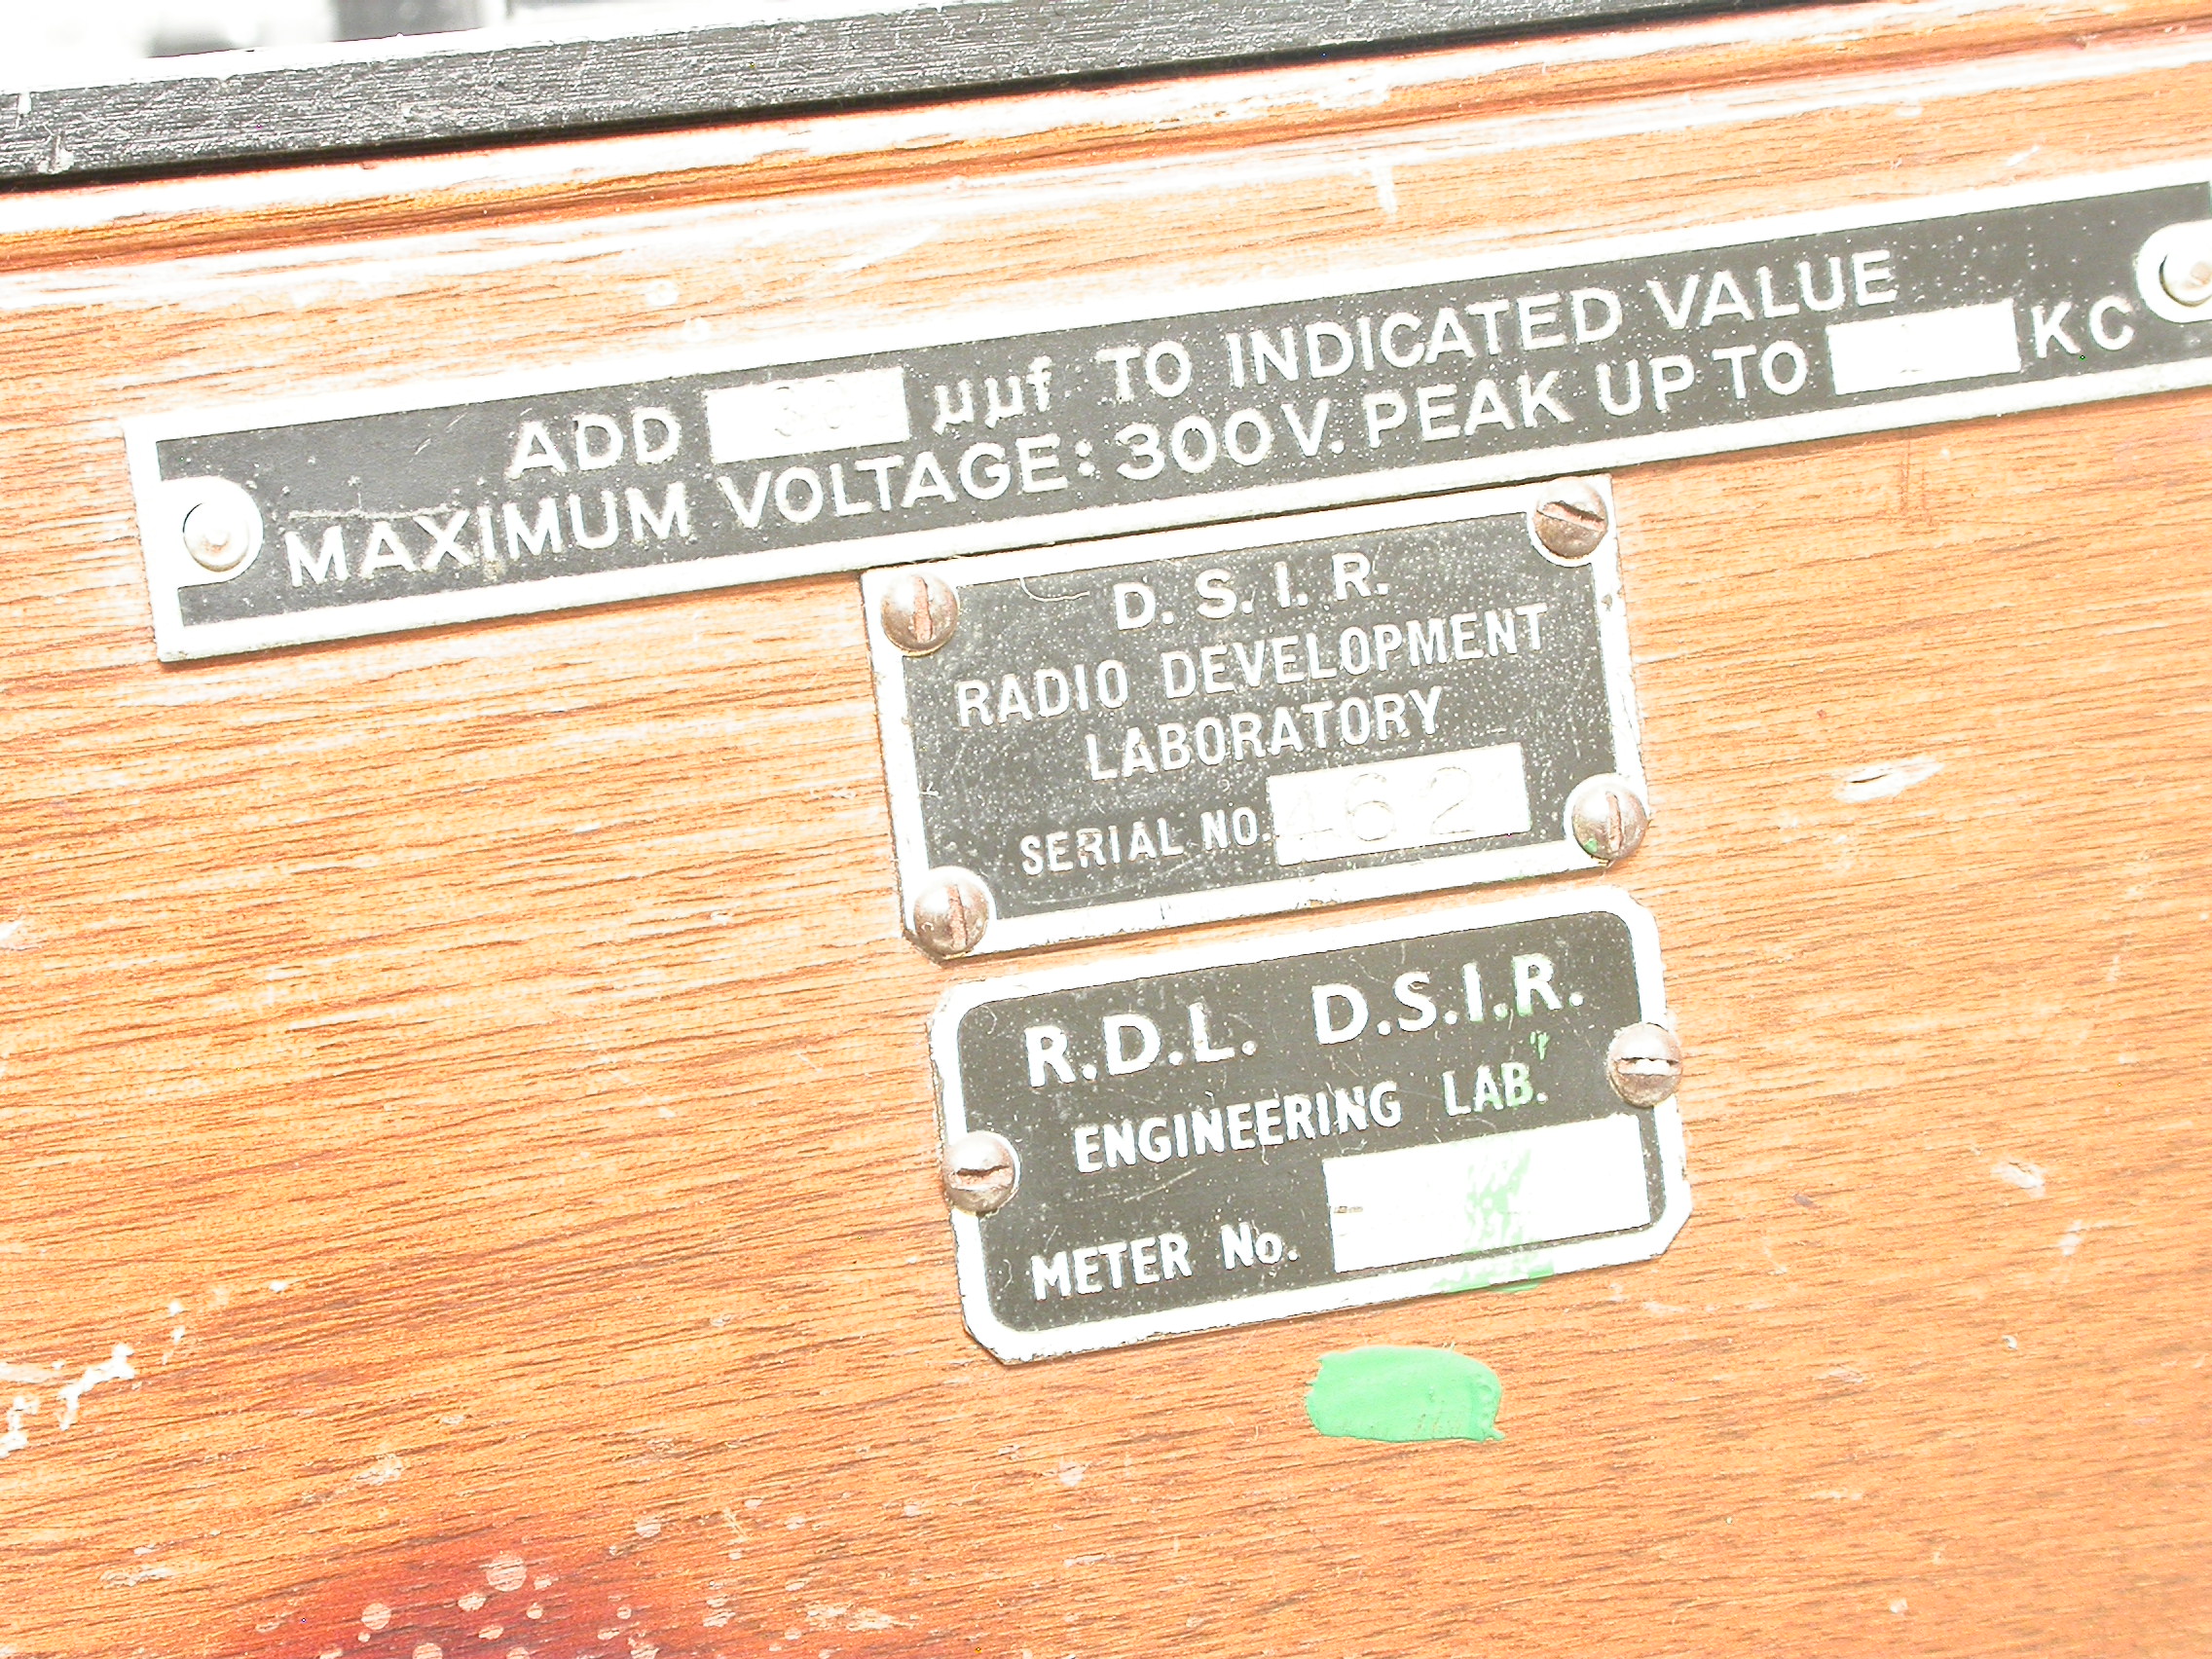 ADD μμf TO INDICATED VALUE
MAXIMUM VOLTAGE: 300V. PEAK UP TO KC
D. S. I. R.
RADIO DEVELOPMENT
LABORATORY
SERIAL NO. 462
R.D.L. D.S.I.R.
ENGINEERING LAB.
METER No.